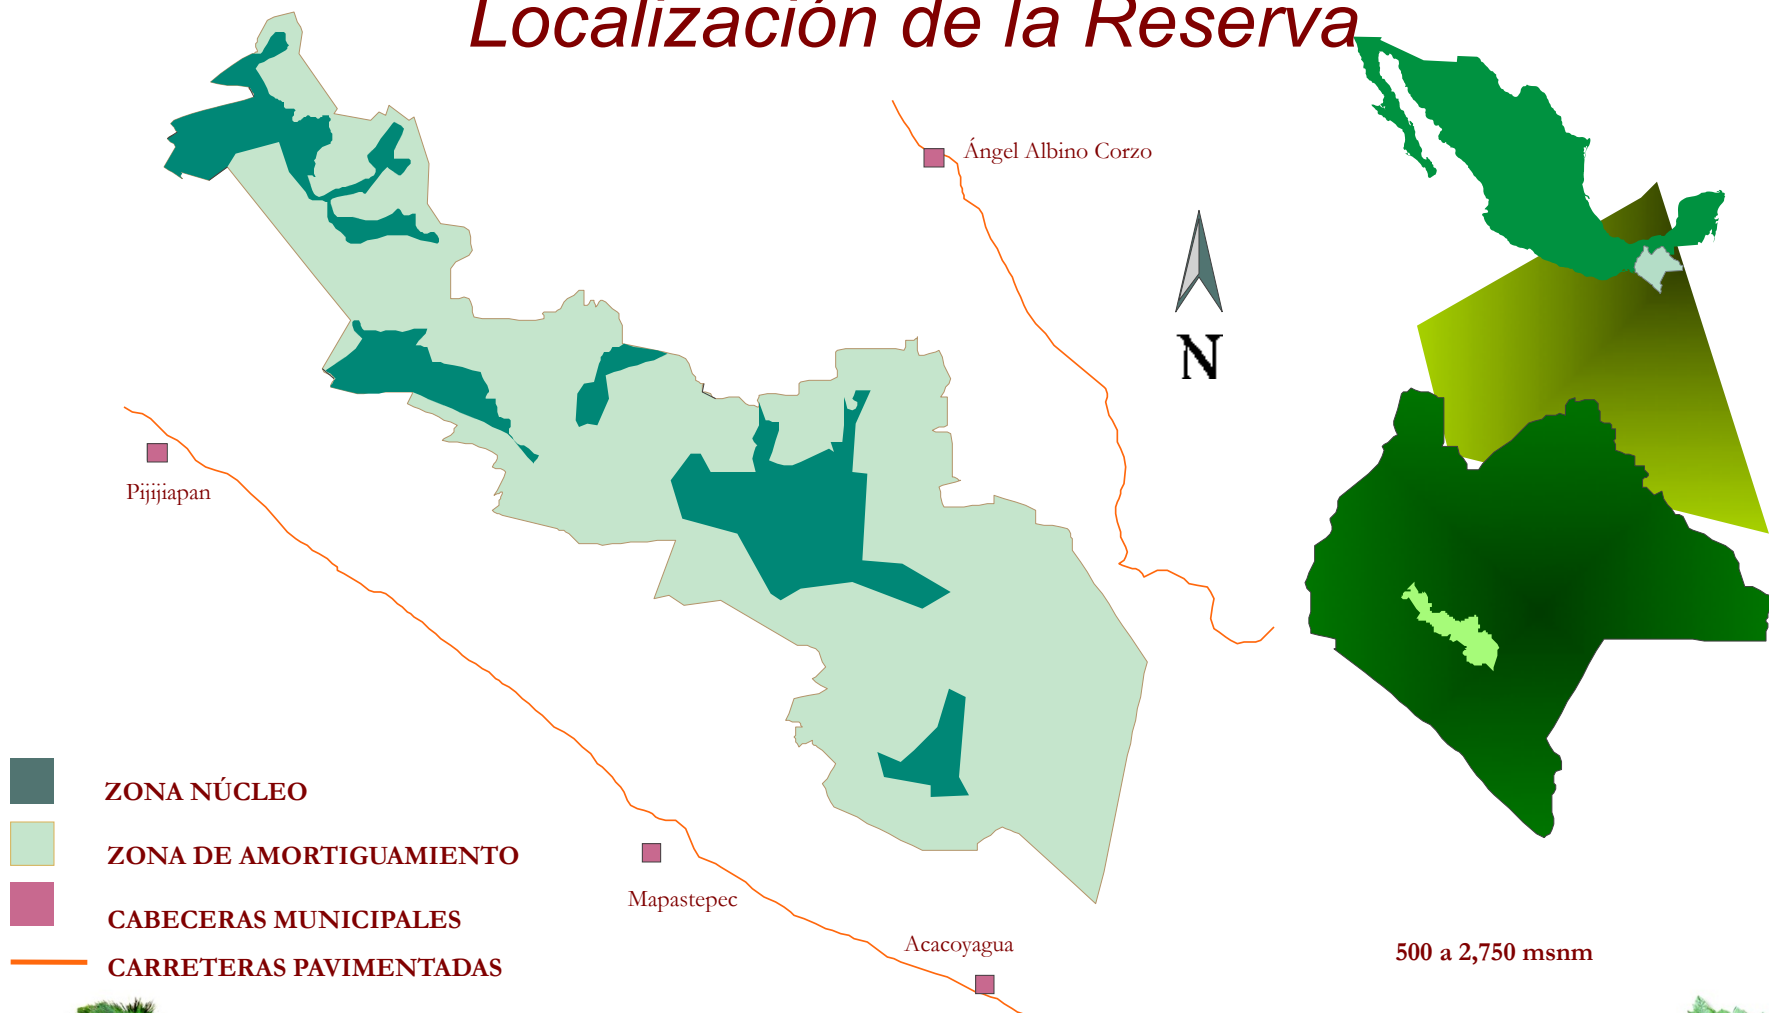 Localización de la Reserva
Ángel Albino Corzo
N
Pijijiapan
ZONA NÚCLEO
ZONA DE AMORTIGUAMIENTO
CABECERAS MUNICIPALES
CARRETERAS PAVIMENTADAS
Mapastepec
Acacoyagua
500 a 2,750 msnm